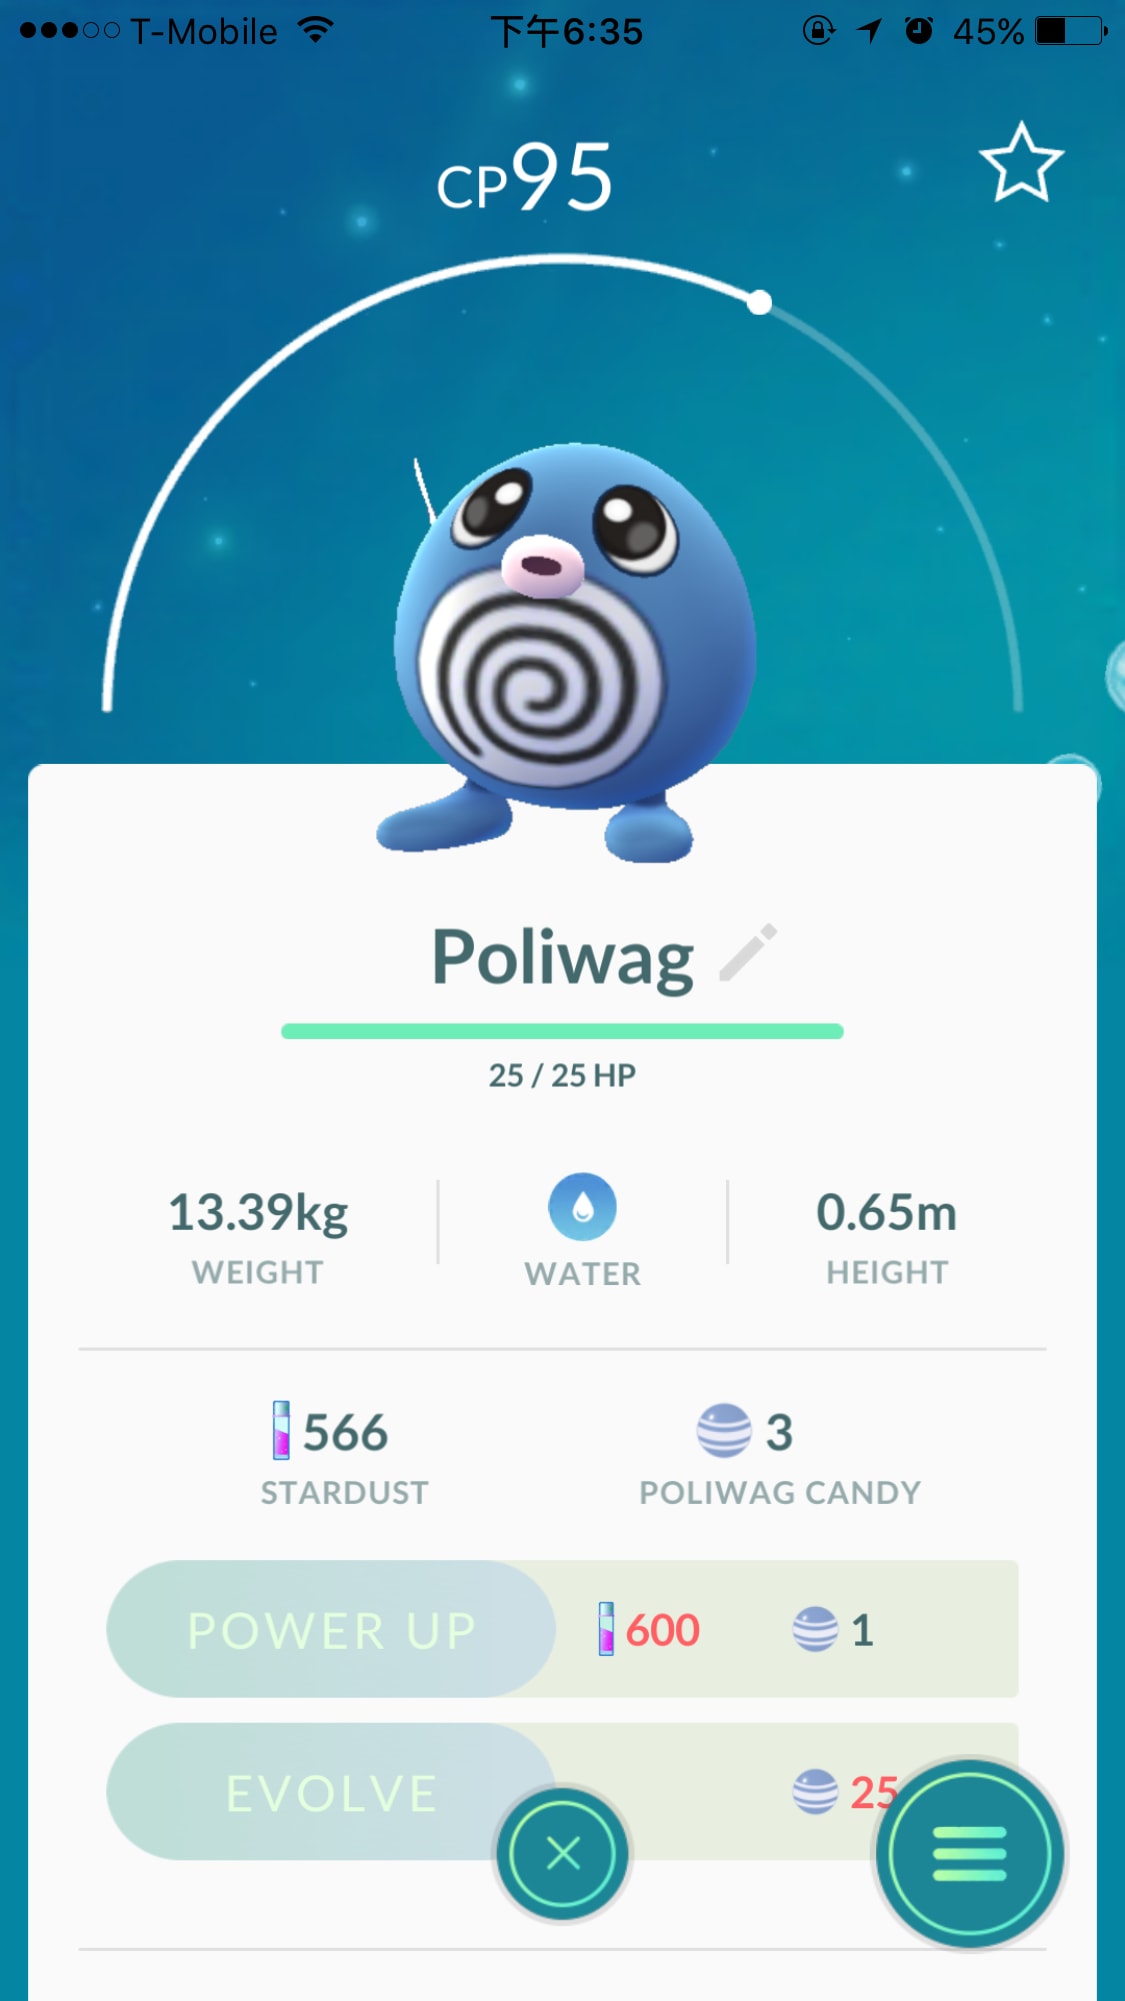 T-Mobile 下午6:35 45%
CP95
Poliwag
25 / 25 HP
13.39kg
WEIGHT
WATER
0.65m
HEIGHT
566
STARDUST
3
POLIWAG CANDY
POWER UP 600 1
EVOLVE 25